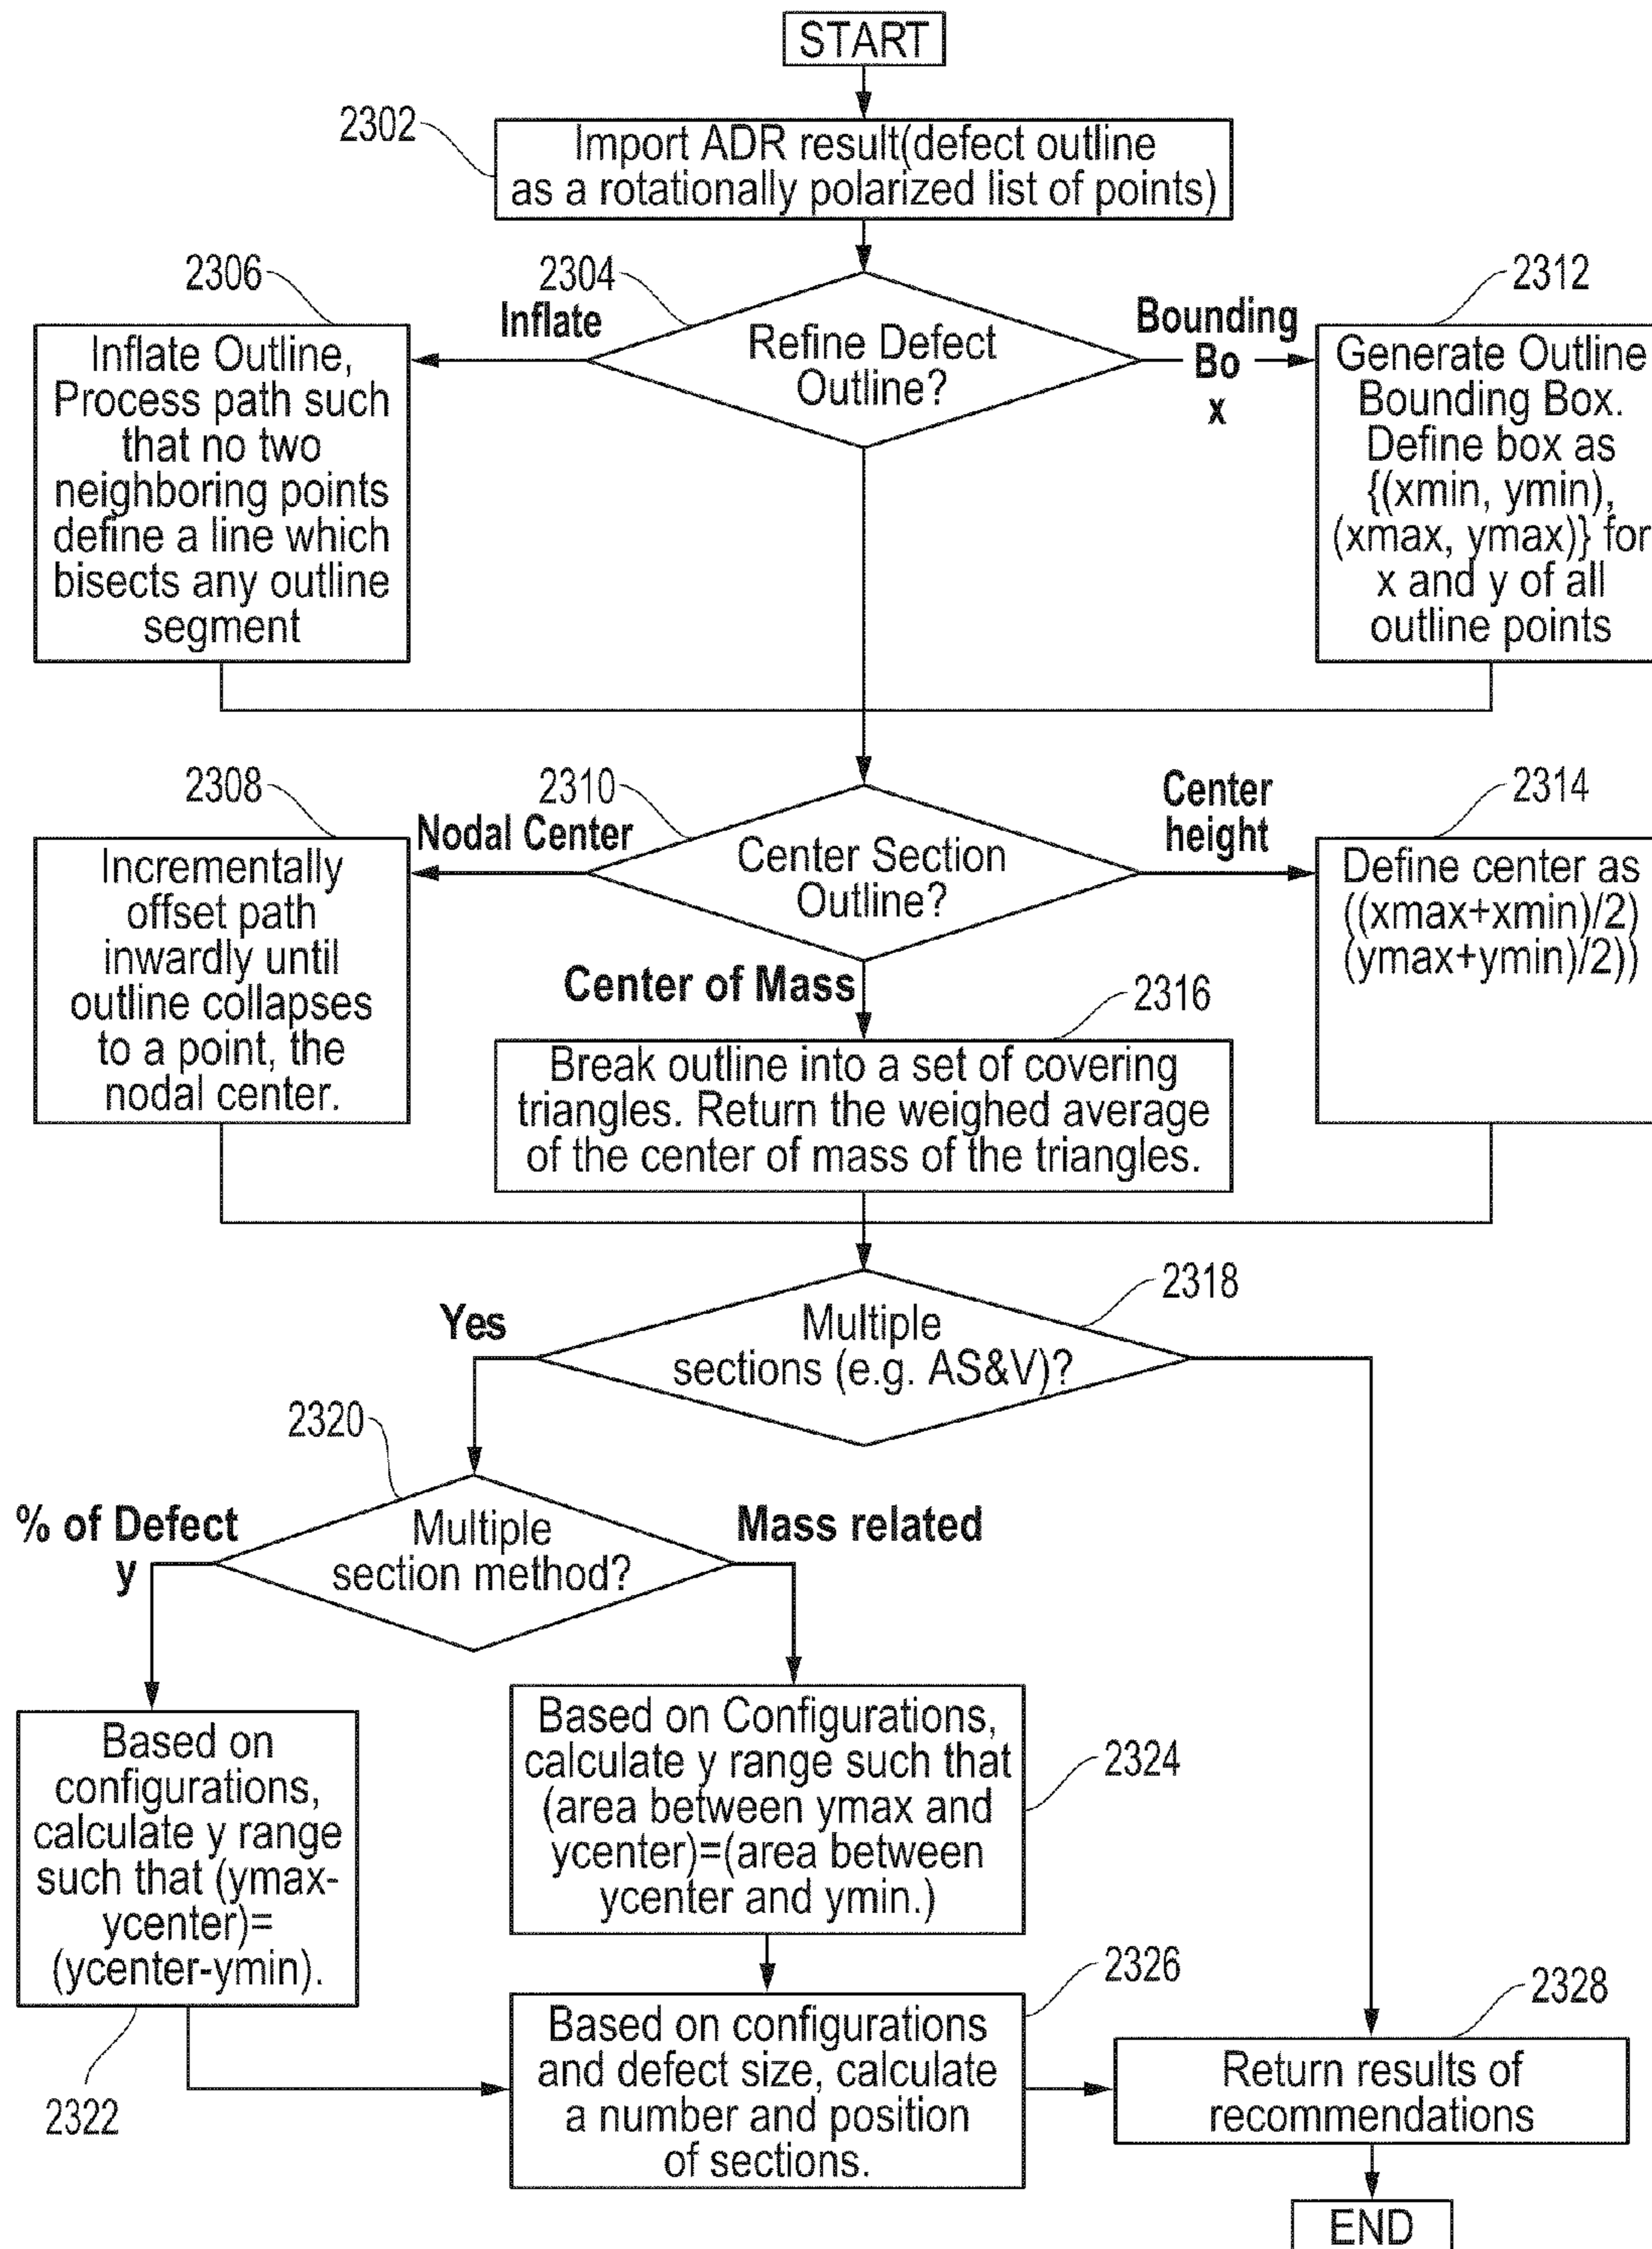 START
2302
Import ADR result(defect outline
as a rotationally polarized list of points)
2306
2304
2312
Inflate
Refine Defect
Outline?
Bounding
Bo
x
Inflate Outline,
Process path such
that no two
neighboring points
define a line which
bisects any outline
segment
Generate Outline
Bounding Box.
Define box as
{(xmin, ymin),
(xmax, ymax)} for
x and y of all
outline points
2308
2310
2314
Nodal Center
Center Section
Outline?
Center
height
Incrementally
offset path
inwardly until
outline collapses
to a point, the
nodal center.
Define center as
((xmax+xmin)/2)
(ymax+ymin)/2))
Center of Mass
2316
Break outline into a set of covering
triangles. Return the weighed average
of the center of mass of the triangles.
2318
Yes
Multiple
sections (e.g. AS&V)?
2320
% of Defect
y
Multiple
section method?
Mass related
Based on
configurations,
calculate y range
such that (ymax-
ycenter)=
(ycenter-ymin).
2322
Based on Configurations,
calculate y range such that
(area between ymax and
ycenter)=(area between
ycenter and ymin.)
2324
2326
Based on configurations
and defect size, calculate
a number and position
of sections.
2328
Return results of
recommendations
END